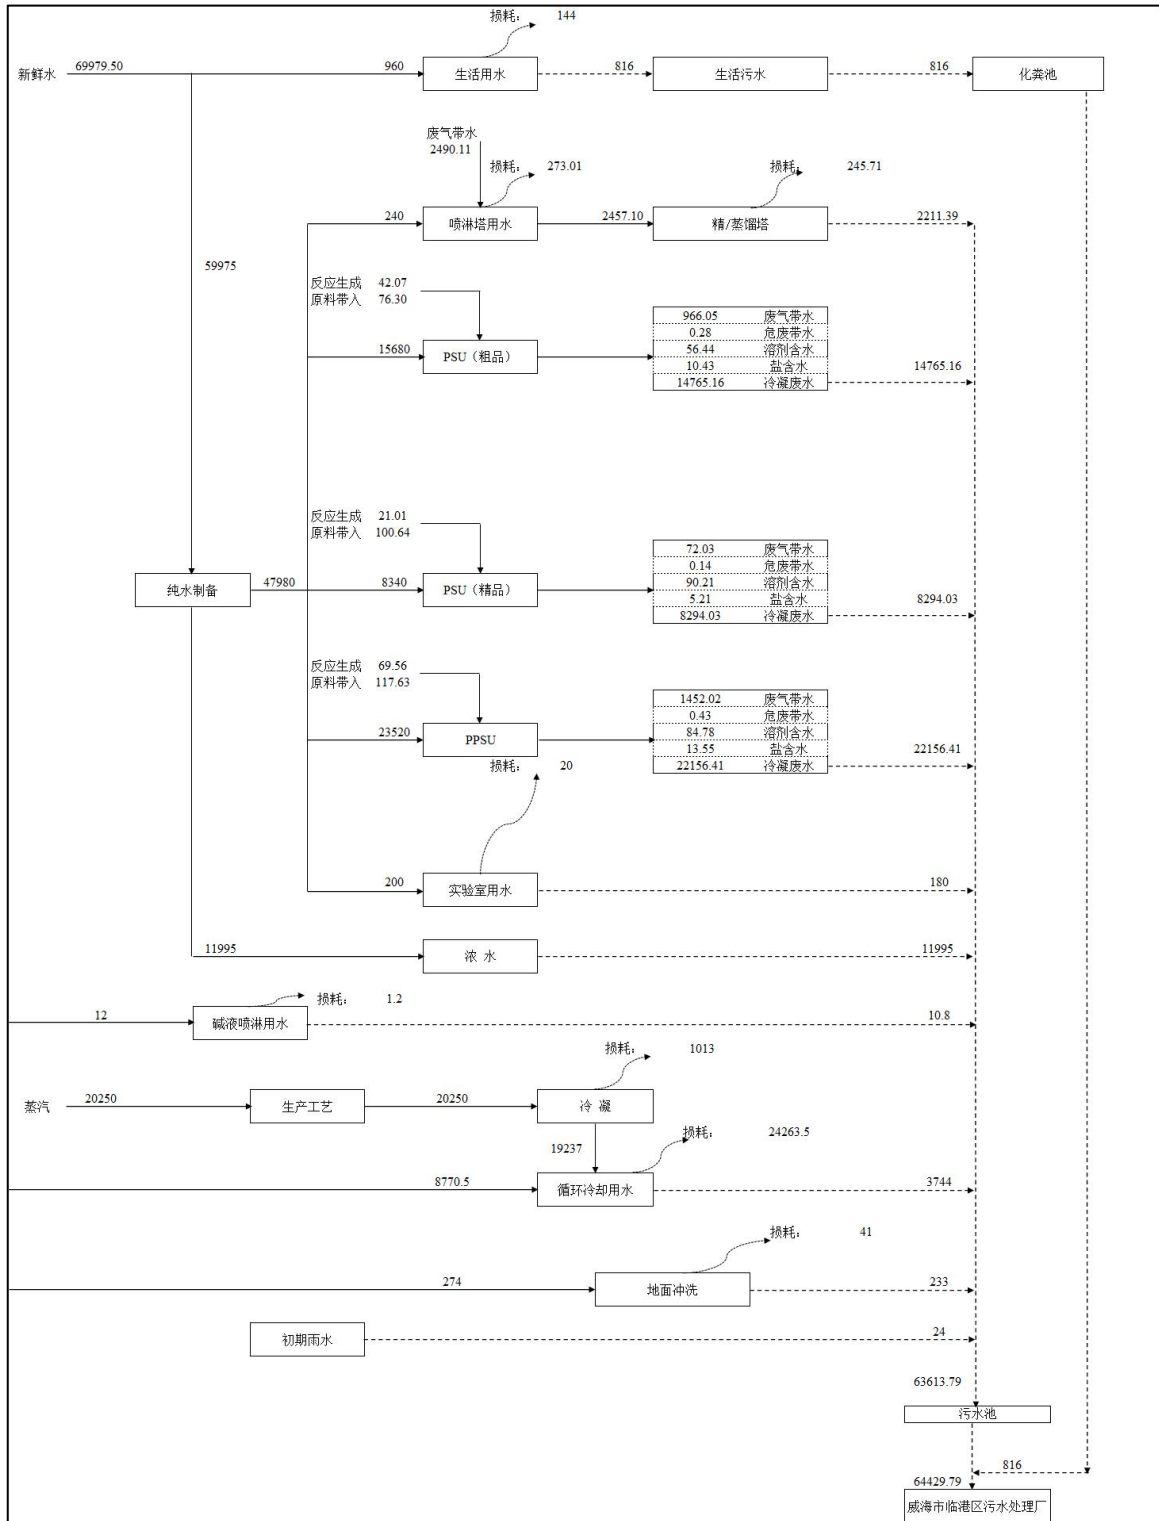 损耗： 144
新鲜水 69979.50 960 生活用水 816 生活污水 816 化粪池
废气带水
2490.11
损耗： 273.01 损耗： 245.71
240 喷淋塔用水 2457.10 精/蒸馏塔 2211.39
59975
反应生成 42.07
原料带入 76.30
966.05 废气带水
0.28 危废带水
15680 PSU（粗品） 56.44 溶剂含水
10.43 盐含水 14765.16
14765.16 冷凝废水
反应生成 21.01
原料带入 100.64
72.03 废气带水
0.14 危废带水
纯水制备 47980 8340 PSU（精品） 90.21 溶剂含水
5.21 盐含水 8294.03
8294.03 冷凝废水
反应生成 69.56
原料带入 117.63
1452.02 废气带水
0.43 危废带水
23520 PPSU 84.78 溶剂含水
13.55 盐含水 22156.41
22156.41 冷凝废水
损耗： 20
200 实验室用水 180
11995 浓 水 11995
损耗： 1.2
12 碱液喷淋用水 10.8
损耗： 1013
蒸汽 20250 生产工艺 20250 冷 凝
损耗： 24263.5
19237
8770.5 循环冷却用水 3744
损耗： 41
274 地面冲洗 233
初期雨水 24
63613.79
污水池
816
64429.79
威海市临港区污水处理厂